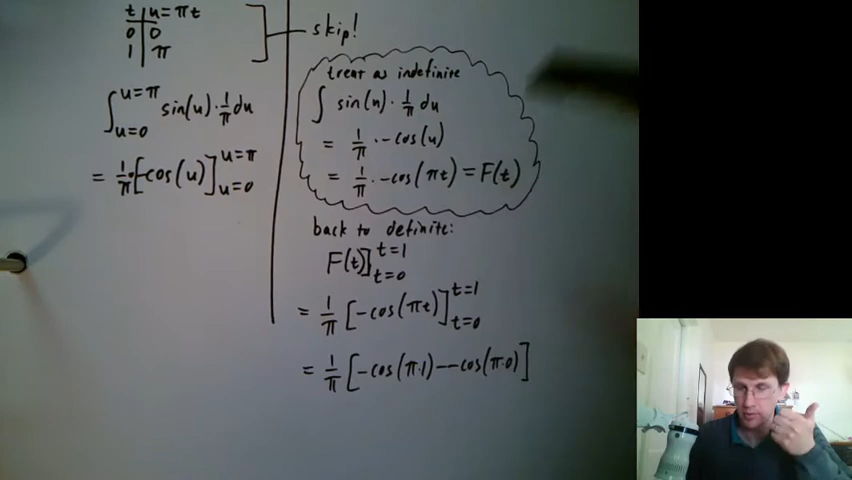 t | u = πt
0 | 0
1 | π
∫_{u=0}^{u=π} sin(u) · 1/π du
= 1/π · [-cos(u)]_{u=0}^{u=π}
skip!
treat as indefinite
∫ sin(u) · 1/π du
= 1/π · -cos(u)
= 1/π · -cos(πt) = F(t)
back to definite:
F(t)]_{t=0}^{t=1}
= 1/π [-cos(πt)]_{t=0}^{t=1}
= 1/π [-cos(π·1) - -cos(π·0)]